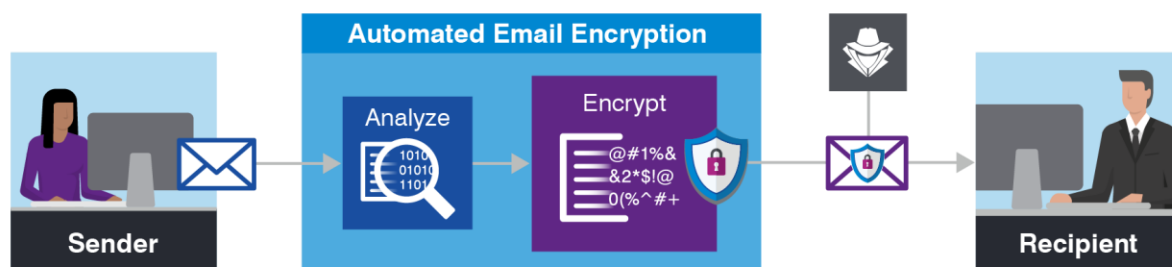 Automated Email Encryption
Analyze
1010
01010
1101
Encrypt
@#1%&
&2*$!@
0(%^#+
Sender
Recipient